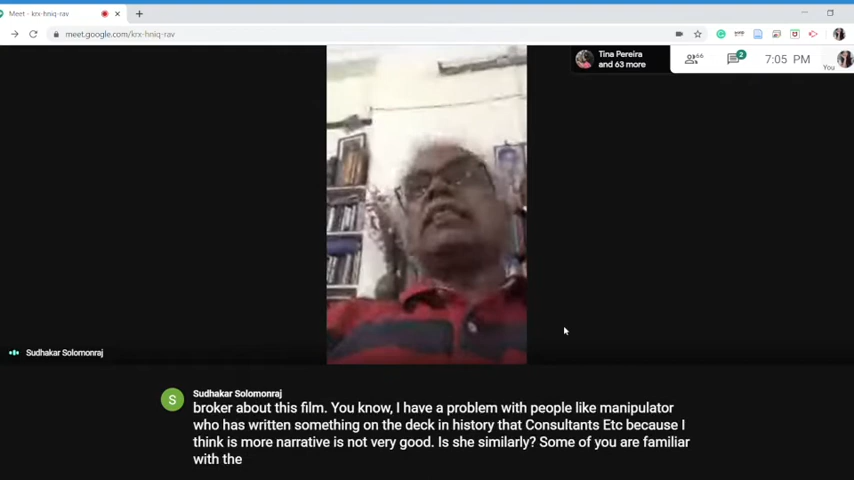 Meet - krx-hniq-rav
meet.google.com/krx-hniq-rav
Tina Pereira
and 63 more
66
2
7:05 PM
You
Sudhakar Solomonraj
S
Sudhakar Solomonraj
broker about this film. You know, I have a problem with people like manipulator
who has written something on the deck in history that Consultants Etc because I
think is more narrative is not very good. Is she similarly? Some of you are familiar
with the